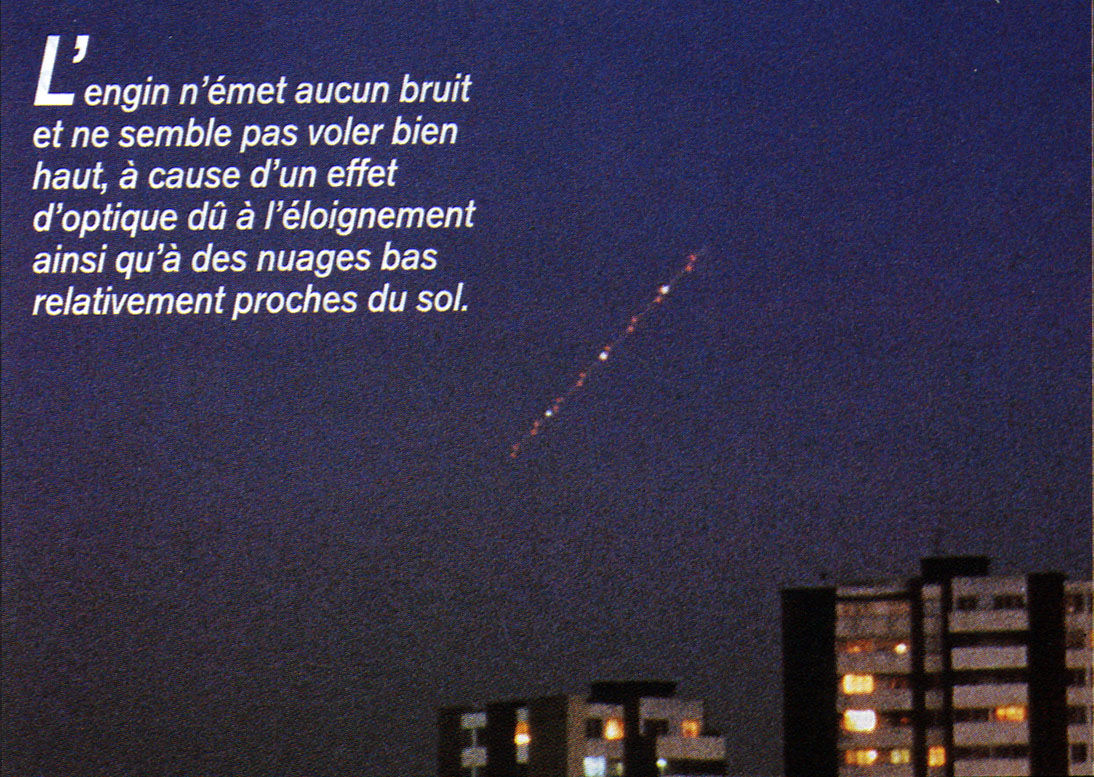 L'engin n'émet aucun bruit
et ne semble pas voler bien
haut, à cause d'un effet
d'optique dû à l'éloignement
ainsi qu'à des nuages bas
relativement proches du sol.